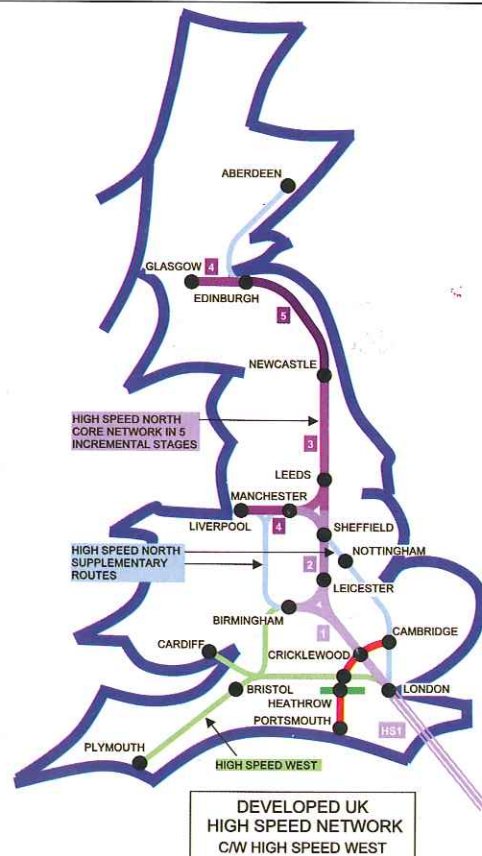 ABERDEEN
GLASGOW
4
EDINBURGH
5
NEWCASTLE
HIGH SPEED NORTH
CORE NETWORK IN 5
INCREMENTAL STAGES
3
LEEDS
MANCHESTER
LIVERPOOL
4
SHEFFIELD
HIGH SPEED NORTH
SUPPLEMENTARY
ROUTES
NOTTINGHAM
2
LEICESTER
BIRMINGHAM
1
CAMBRIDGE
CARDIFF
CRICKLEWOOD
BRISTOL
LONDON
HEATHROW
PORTSMOUTH
HS1
PLYMOUTH
HIGH SPEED WEST
DEVELOPED UK
HIGH SPEED NETWORK
C/W HIGH SPEED WEST